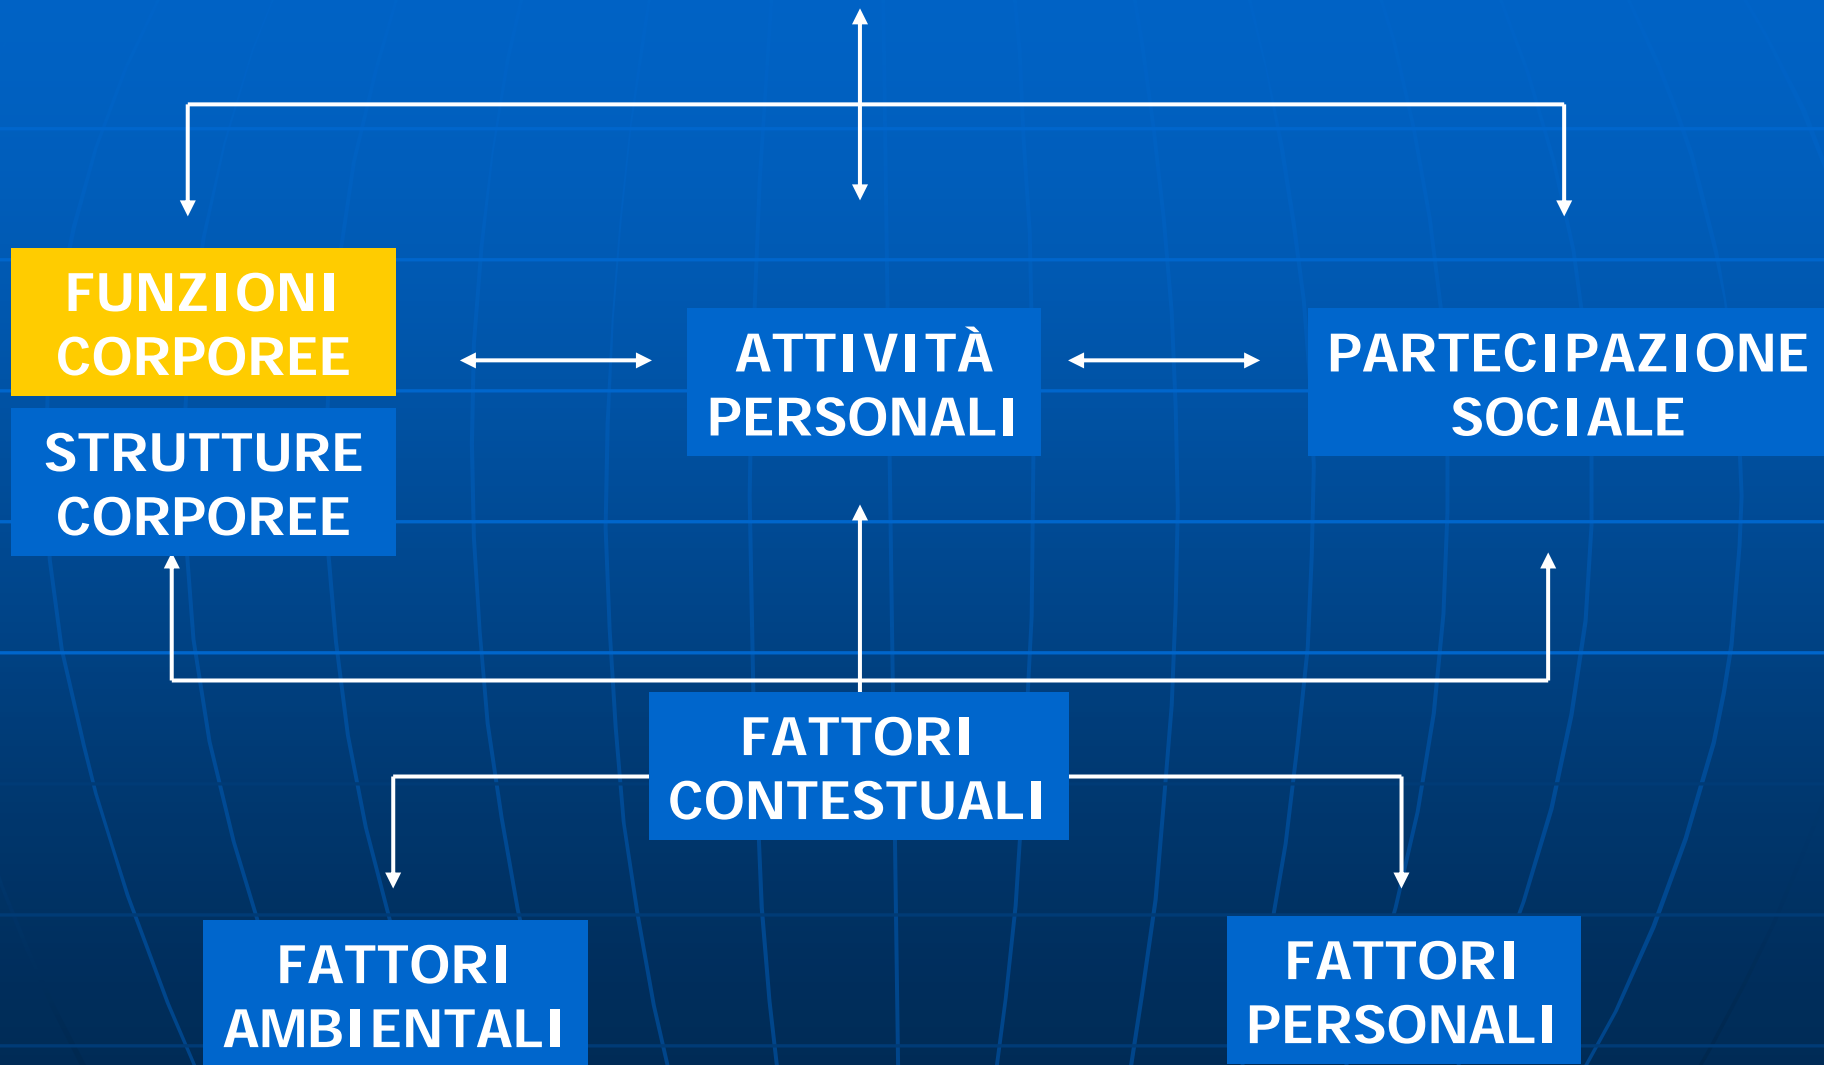 FUNZIONI
CORPOREE
STRUTTURE
CORPOREE
ATTIVITÀ
PERSONALI
PARTECIPAZIONE
SOCIALE
FATTORI
CONTESTUALI
FATTORI
AMBIENTALI
FATTORI
PERSONALI